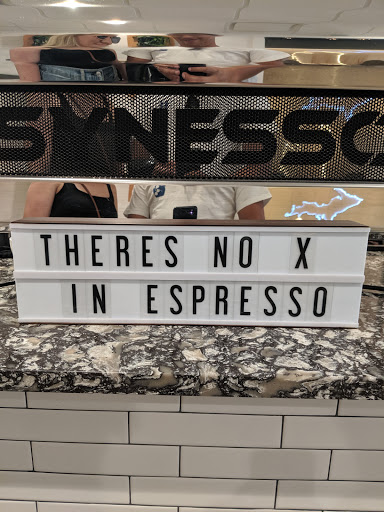 SYNESSO
THERES NO X
IN ESPRESSO